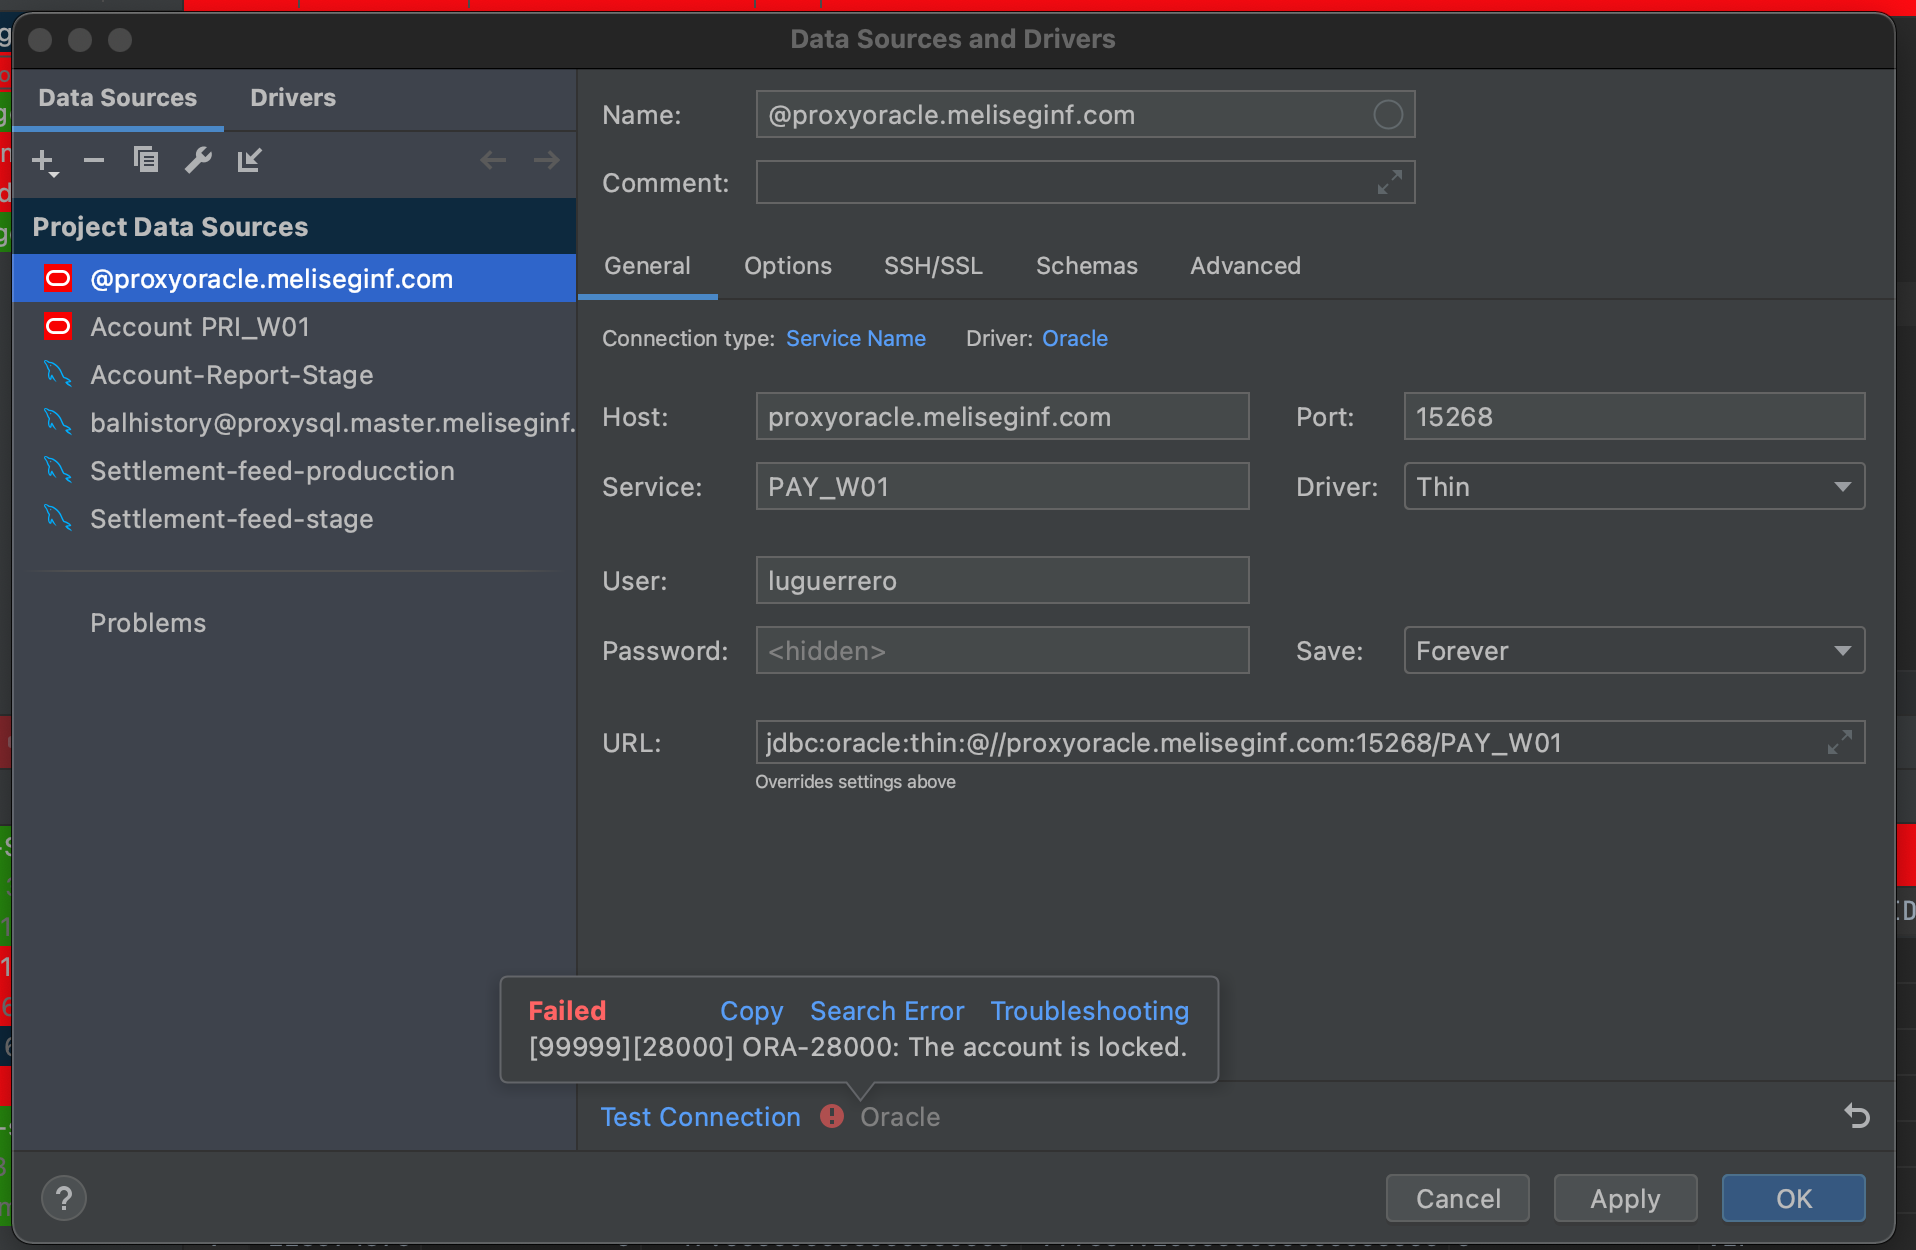 Data Sources and Drivers
Data Sources
Drivers
Project Data Sources
@proxyoracle.meliseginf.com
Account PRI_W01
Account-Report-Stage
balhistory@proxysql.master.meliseginf.
Settlement-feed-producction
Settlement-feed-stage
Problems
Name:
@proxyoracle.meliseginf.com
Comment:
General
Options
SSH/SSL
Schemas
Advanced
Connection type: Service Name
Driver: Oracle
Host:
proxyoracle.meliseginf.com
Port:
15268
Service:
PAY_W01
Driver:
Thin
User:
luguerrero
Password:
<hidden>
Save:
Forever
URL:
jdbc:oracle:thin:@//proxyoracle.meliseginf.com:15268/PAY_W01
Overrides settings above
Failed
Copy
Search Error
Troubleshooting
[99999][28000] ORA-28000: The account is locked.
Test Connection
Oracle
?
Cancel
Apply
OK